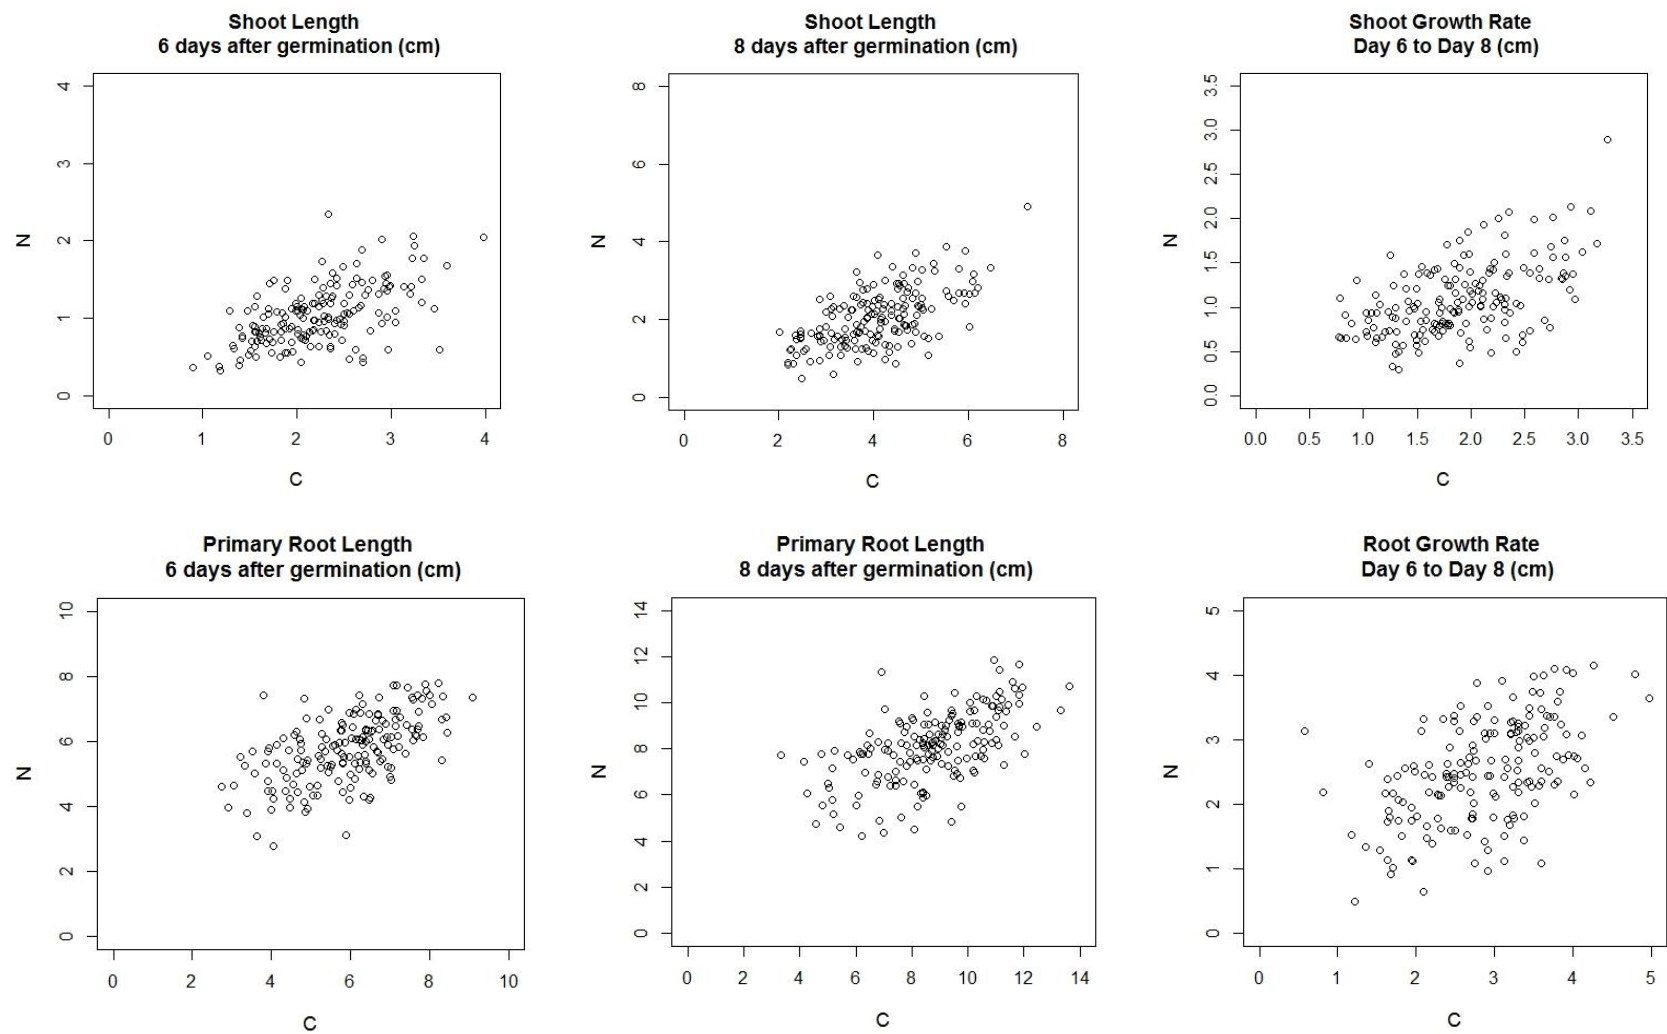 Shoot Length
6 days after germination (cm)
4
3
2
1
0
N
0 1 2 3 4
C
Shoot Length
8 days after germination (cm)
8
6
4
2
0
N
0 2 4 6 8
C
Shoot Growth Rate
Day 6 to Day 8 (cm)
3.5
3.0
2.5
2.0
1.5
1.0
0.5
0.0
N
0.0 0.5 1.0 1.5 2.0 2.5 3.0 3.5
C
Primary Root Length
6 days after germination (cm)
10
8
6
4
2
0
N
0 2 4 6 8 10
C
Primary Root Length
8 days after germination (cm)
14
12
10
8
6
4
2
0
N
0 2 4 6 8 10 12 14
C
Root Growth Rate
Day 6 to Day 8 (cm)
5
4
3
2
1
0
N
0 1 2 3 4 5
C